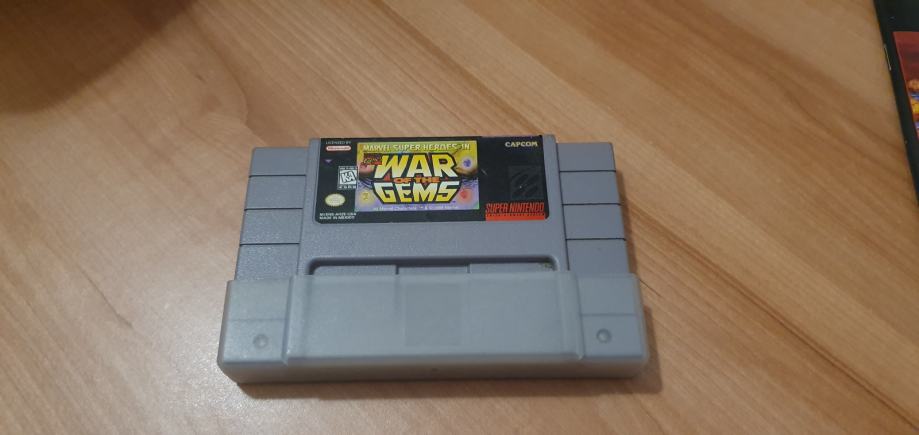 LICENSED BY
Nintendo
MARVEL SUPER HEROES IN
WAR
OF THE
GEMS
CAPCOM
K-A
SUPER NINTENDO
MADE IN MEXICO